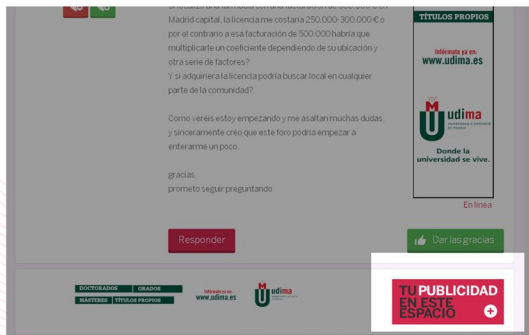 Madrid capital, la licencia me costaría 250.000-300.000 € o
por el contrario a esa facturación de 500.000 habría que
multiplicarle un coeficiente dependiendo de su ubicación y
otra serie de factores?
Y si adquiriera la licencia podría buscar local en cualquier
parte de la comunidad?
Como veréis estoy empezando y me asaltan muchas dudas,
y sinceramente creo que este foro podría empezar a
enterarme un poco.
gracias,
prometo seguir preguntando
Responder
TÍTULOS PROPIOS
Infórmate ya en:
www.udima.es
udima
Donde la
universidad se vive.
En línea
Dar las gracias
DOCTORADOS | GRADOS
MÁSTERES | TÍTULOS PROPIOS
Infórmate ya en:
www.udima.es
udima
TU PUBLICIDAD
EN ESTE
ESPACIO